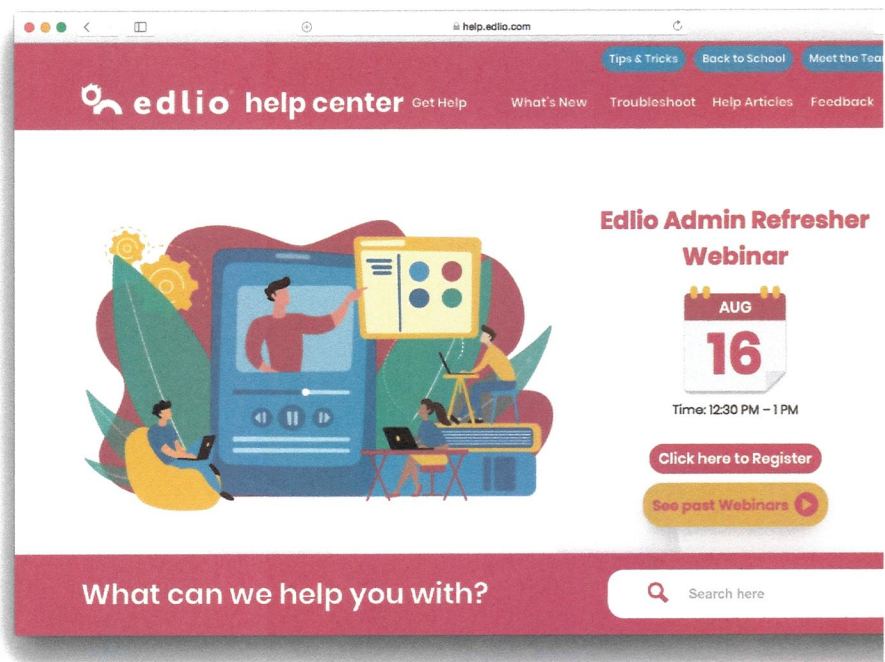 help.edlio.com
Tips & Tricks Back to School Meet the
edlio help center Get Help What's New Troubleshoot Help Articles Feedback
Edlio Admin Refresher
Webinar
AUG
16
Time: 12:30 PM – 1 PM
Click here to Register
See past Webinars
What can we help you with?
Search here